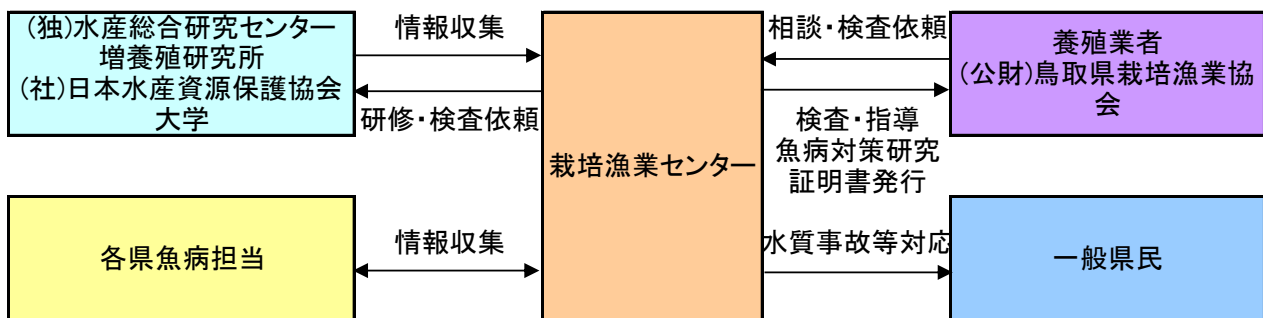 (独)水産総合研究センター
増養殖研究所
(社)日本水産資源保護協会
大学
情報収集
研修・検査依頼
栽培漁業センター
相談・検査依頼
検査・指導
魚病対策研究
証明書発行
養殖業者
(公財)鳥取県栽培漁業協
会
各県魚病担当
情報収集
水質事故等対応
一般県民